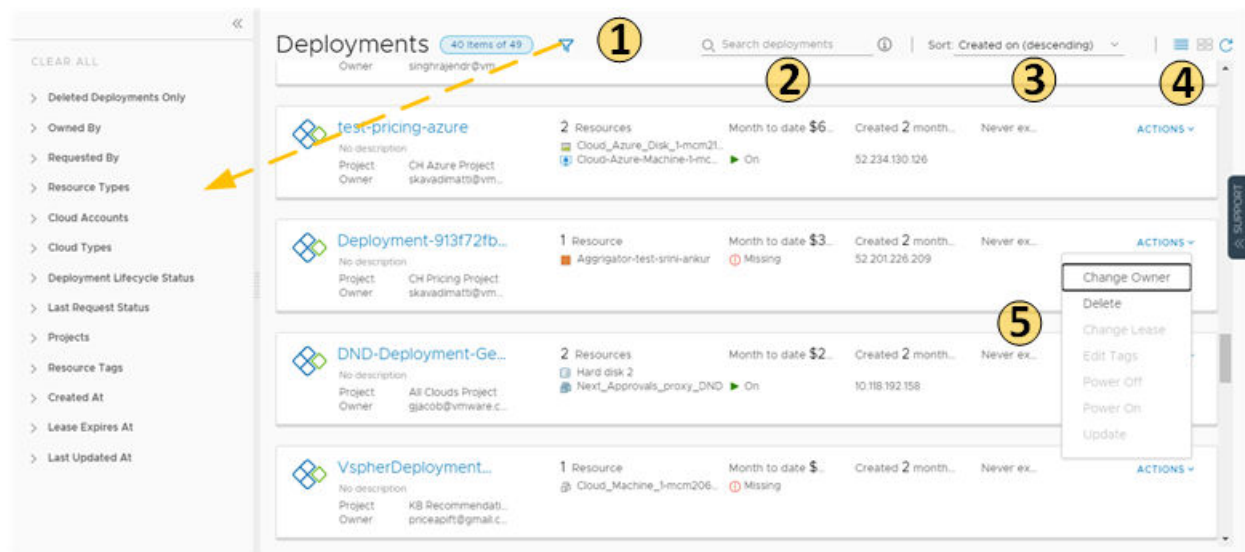 «
CLEAR ALL
> Deleted Deployments Only
> Owned By
> Requested By
> Resource Types
> Cloud Accounts
> Cloud Types
> Deployment Lifecycle Status
> Last Request Status
> Projects
> Resource Tags
> Created At
> Lease Expires At
> Last Updated At
Deployments 40 items of 49 1 Search deployments Sort: Created on (descending)
2 3 4
Owner singhrajendr@vm...
test-pricing-azure 2 Resources Month to date $6... Created 2 month... Never ex... ACTIONS
No description Cloud_Azure_Disk_1-mcm21...
Project CH Azure Project Cloud-Azure-Machine-1-mc... On 52.234.130.126
Owner skavadimatti@vm...
Deployment-913f72fb... 1 Resource Month to date $3... Created 2 month... Never ex... ACTIONS
No description Aggrigator-test-srini-ankur Missing 52.201.226.209
Project CH Pricing Project
Owner skavadimatti@vm...
Change Owner
Delete
Change Lease
Edit Tags
Power Off
Power On
Update
5
DND-Deployment-Ge... 2 Resources Month to date $2... Created 2 month... Never ex...
No description Hard disk 2
Project All Clouds Project Next_Approvals_proxy_DND On 10.118.192.158
Owner gjacob@vmware.c...
VspherDeployment... 1 Resource Month to date $... Created 2 month... Never ex... ACTIONS
No description Cloud_Machine_1-mcm206... Missing
Project KB Recommendati...
Owner priceapift@gmail.c...
SUPPORT